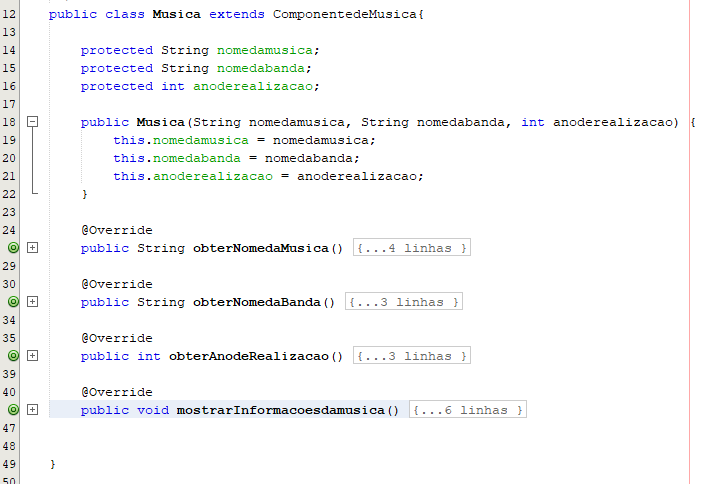 12 public class Musica extends ComponentedeMusica{
13
14 protected String nomedamusica;
15 protected String nomedabanda;
16 protected int anoderealizacao;
17
18 public Musica(String nomedamusica, String nomedabanda, int anoderealizacao) {
19 this.nomedamusica = nomedamusica;
20 this.nomedabanda = nomedabanda;
21 this.anoderealizacao = anoderealizacao;
22 }
23
24 @Override
public String obterNomedaMusica() {...4 linhas }
29
30 @Override
public String obterNomedaBanda() {...3 linhas }
34
35 @Override
public int obterAnodeRealizacao() {...3 linhas }
39
40 @Override
public void mostrarInformacoesdamusica() {...6 linhas }
47
48
49 }
50